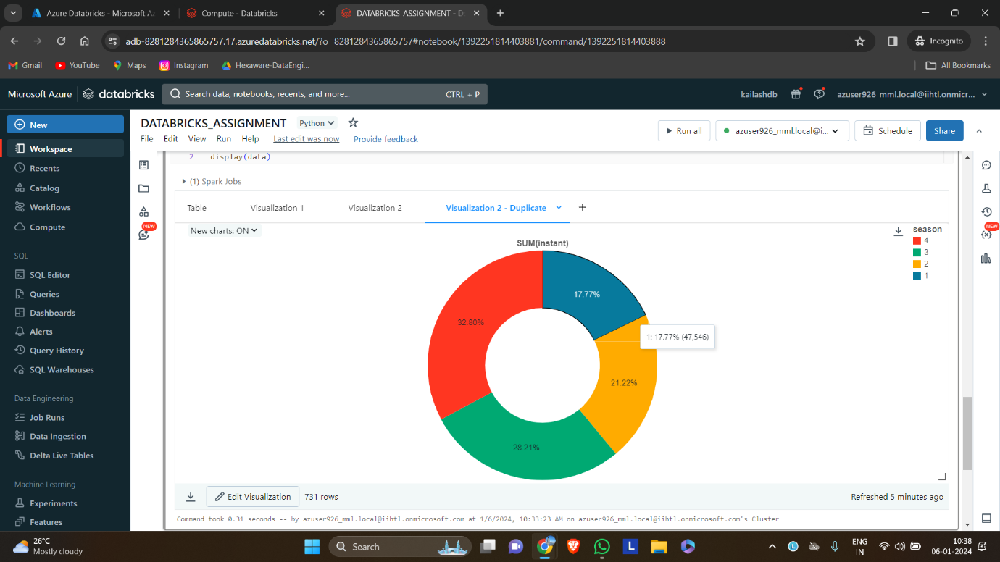 Azure Databricks - Microsoft Az
Compute - Databricks
DATABRICKS_ASSIGNMENT - D
adb-8281284365865757.17.azuredatabricks.net/?o=8281284365865757#notebook/1392251814403881/command/1392251814403888
Incognito
Gmail
YouTube
Maps
Instagram
Hexaware-DataEngi...
All Bookmarks
Microsoft Azure
databricks
Search data, notebooks, recents, and more...
CTRL + P
kailashdb
azuser926_mml.local@iihtl.onmicr...
New
Workspace
Recents
Catalog
Workflows
Compute
SQL
SQL Editor
Queries
Dashboards
Alerts
Query History
SQL Warehouses
Data Engineering
Job Runs
Data Ingestion
Delta Live Tables
Machine Learning
Experiments
Features
DATABRICKS_ASSIGNMENT
Python
File Edit View Run Help Last edit was now Provide feedback
Run all
azuser926_mml.local@i...
Schedule
Share
NEW
NEW
2 display(data)
(1) Spark Jobs
Table
Visualization 1
Visualization 2
Visualization 2 - Duplicate
+
New charts: ON
SUM(instant)
season
4
3
2
1
17.77%
32.80%
1: 17.77% (47,546)
21.22%
28.21%
Edit Visualization
731 rows
Refreshed 5 minutes ago
Command took 0.31 seconds -- by azuser926_mml.local@iihtl.onmicrosoft.com at 1/6/2024, 10:33:23 AM on azuser926_mml.local@iihtl.onmicrosoft.com's Cluster
26°C
Mostly cloudy
Search
L
L
ENG
IN
10:38
06-01-2024